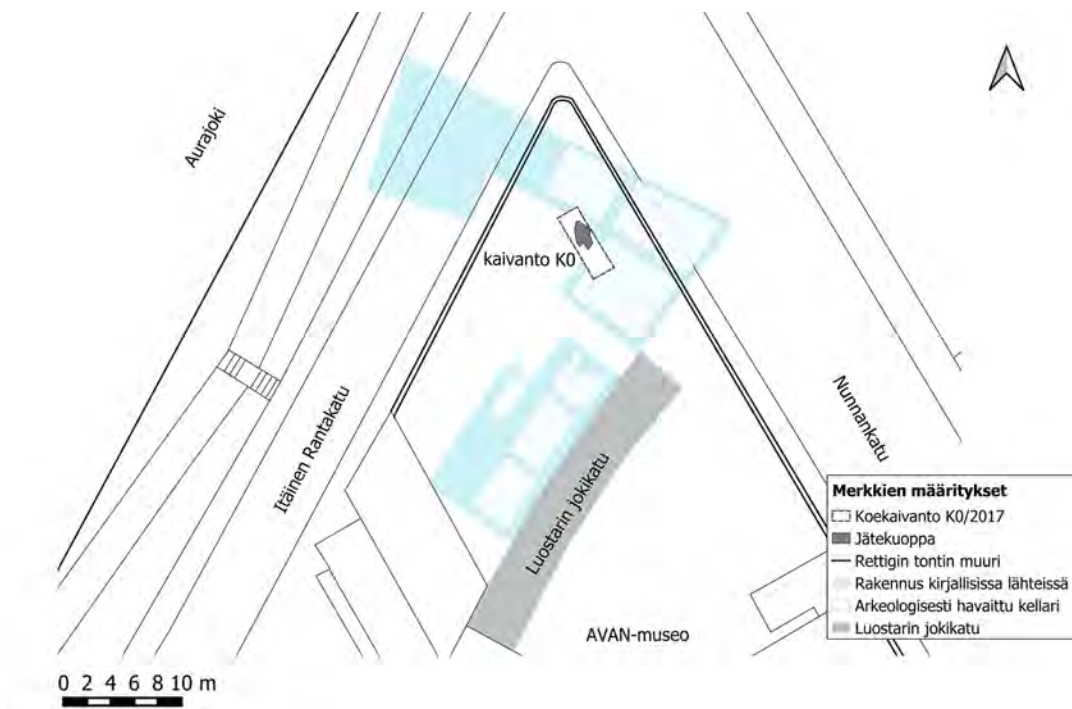 Aurajoki
kaivanto K0
Itäinen Rantakatu
Nunnankatu
Luostarin jokikatu
AVAN-museo
Merkkien määritykset
Koekaivanto K0/2017
Jätekuoppa
Rettigin tontin muuri
Rakennus kirjallisissa lähteissä
Arkeologisesti havaittu kellari
Luostarin jokikatu
0 2 4 6 8 10 m